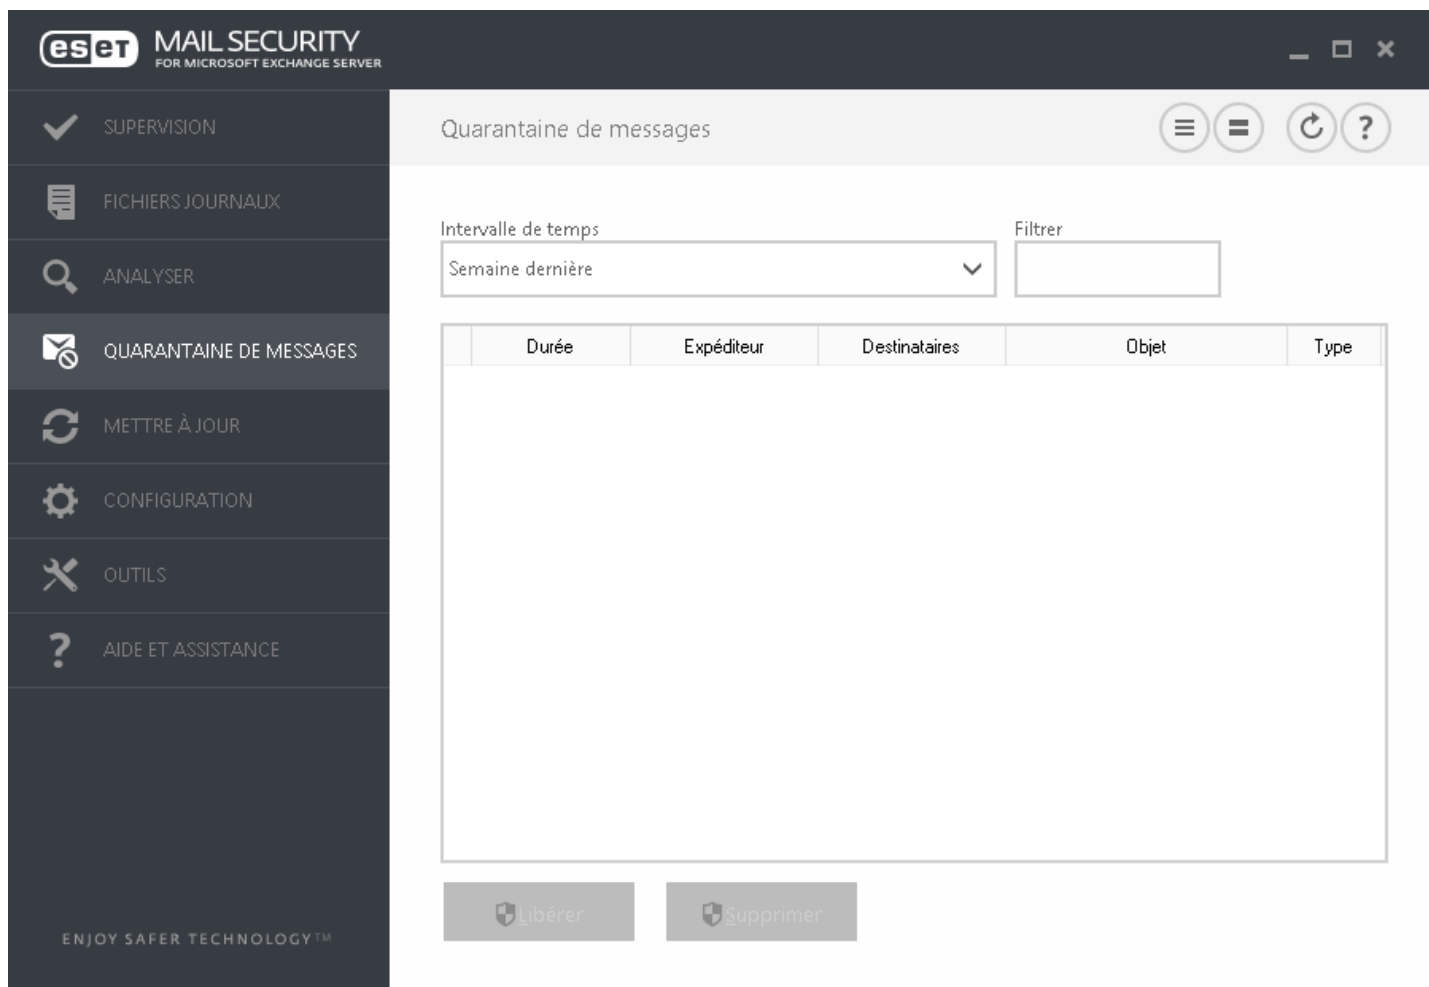 eset MAIL SECURITY
FOR MICROSOFT EXCHANGE SERVER
SUPERVISION
FICHIERS JOURNAUX
ANALYSER
QUARANTAINE DE MESSAGES
METTRE À JOUR
CONFIGURATION
OUTILS
? AIDE ET ASSISTANCE
ENJOY SAFER TECHNOLOGY™
Quarantaine de messages
?
Intervalle de temps
Filtrer
Semaine dernière
Durée Expéditeur Destinataires Objet Type
Libérer
Supprimer